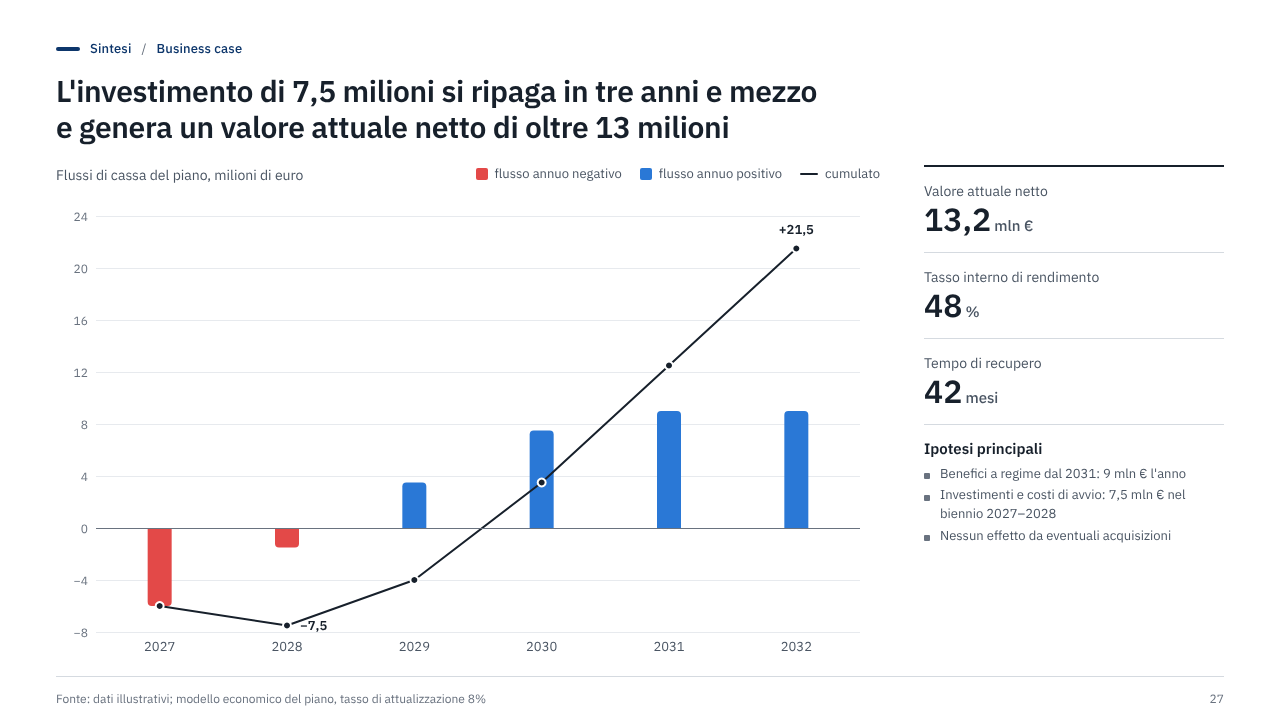 Sintesi / Business case
L'investimento di 7,5 milioni si ripaga in tre anni e mezzo
e genera un valore attuale netto di oltre 13 milioni
Flussi di cassa del piano, milioni di euro
flusso annuo negativo
flusso annuo positivo
cumulato
24
20
16
12
8
4
0
−4
−8
+21,5
−7,5
2027
2028
2029
2030
2031
2032
Valore attuale netto
13,2 mln €
Tasso interno di rendimento
48 %
Tempo di recupero
42 mesi
Ipotesi principali
Benefici a regime dal 2031: 9 mln € l'anno
Investimenti e costi di avvio: 7,5 mln € nel
biennio 2027–2028
Nessun effetto da eventuali acquisizioni
Fonte: dati illustrativi; modello economico del piano, tasso di attualizzazione 8%
27